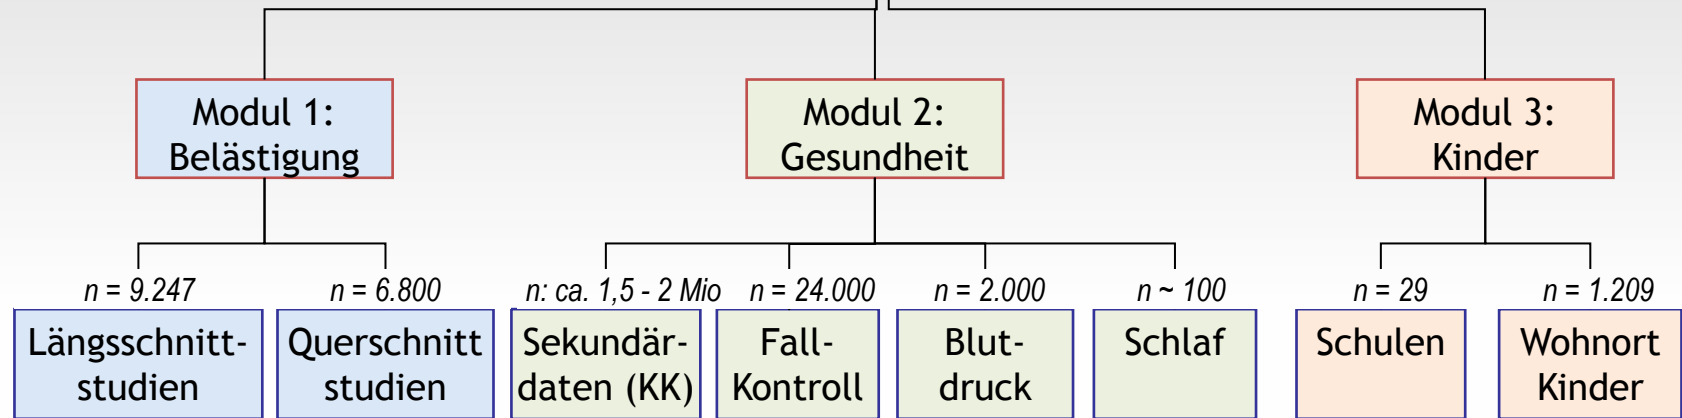 Modul 1:
Belästigung
Modul 2:
Gesundheit
Modul 3:
Kinder
n = 9.247
n = 6.800
n: ca. 1,5 - 2 Mio
n = 24.000
n = 2.000
n ~ 100
n = 29
n = 1.209
Längsschnitt-
studien
Querschnitt
studien
Sekundär-
daten (KK)
Fall-
Kontroll
Blut-
druck
Schlaf
Schulen
Wohnort
Kinder